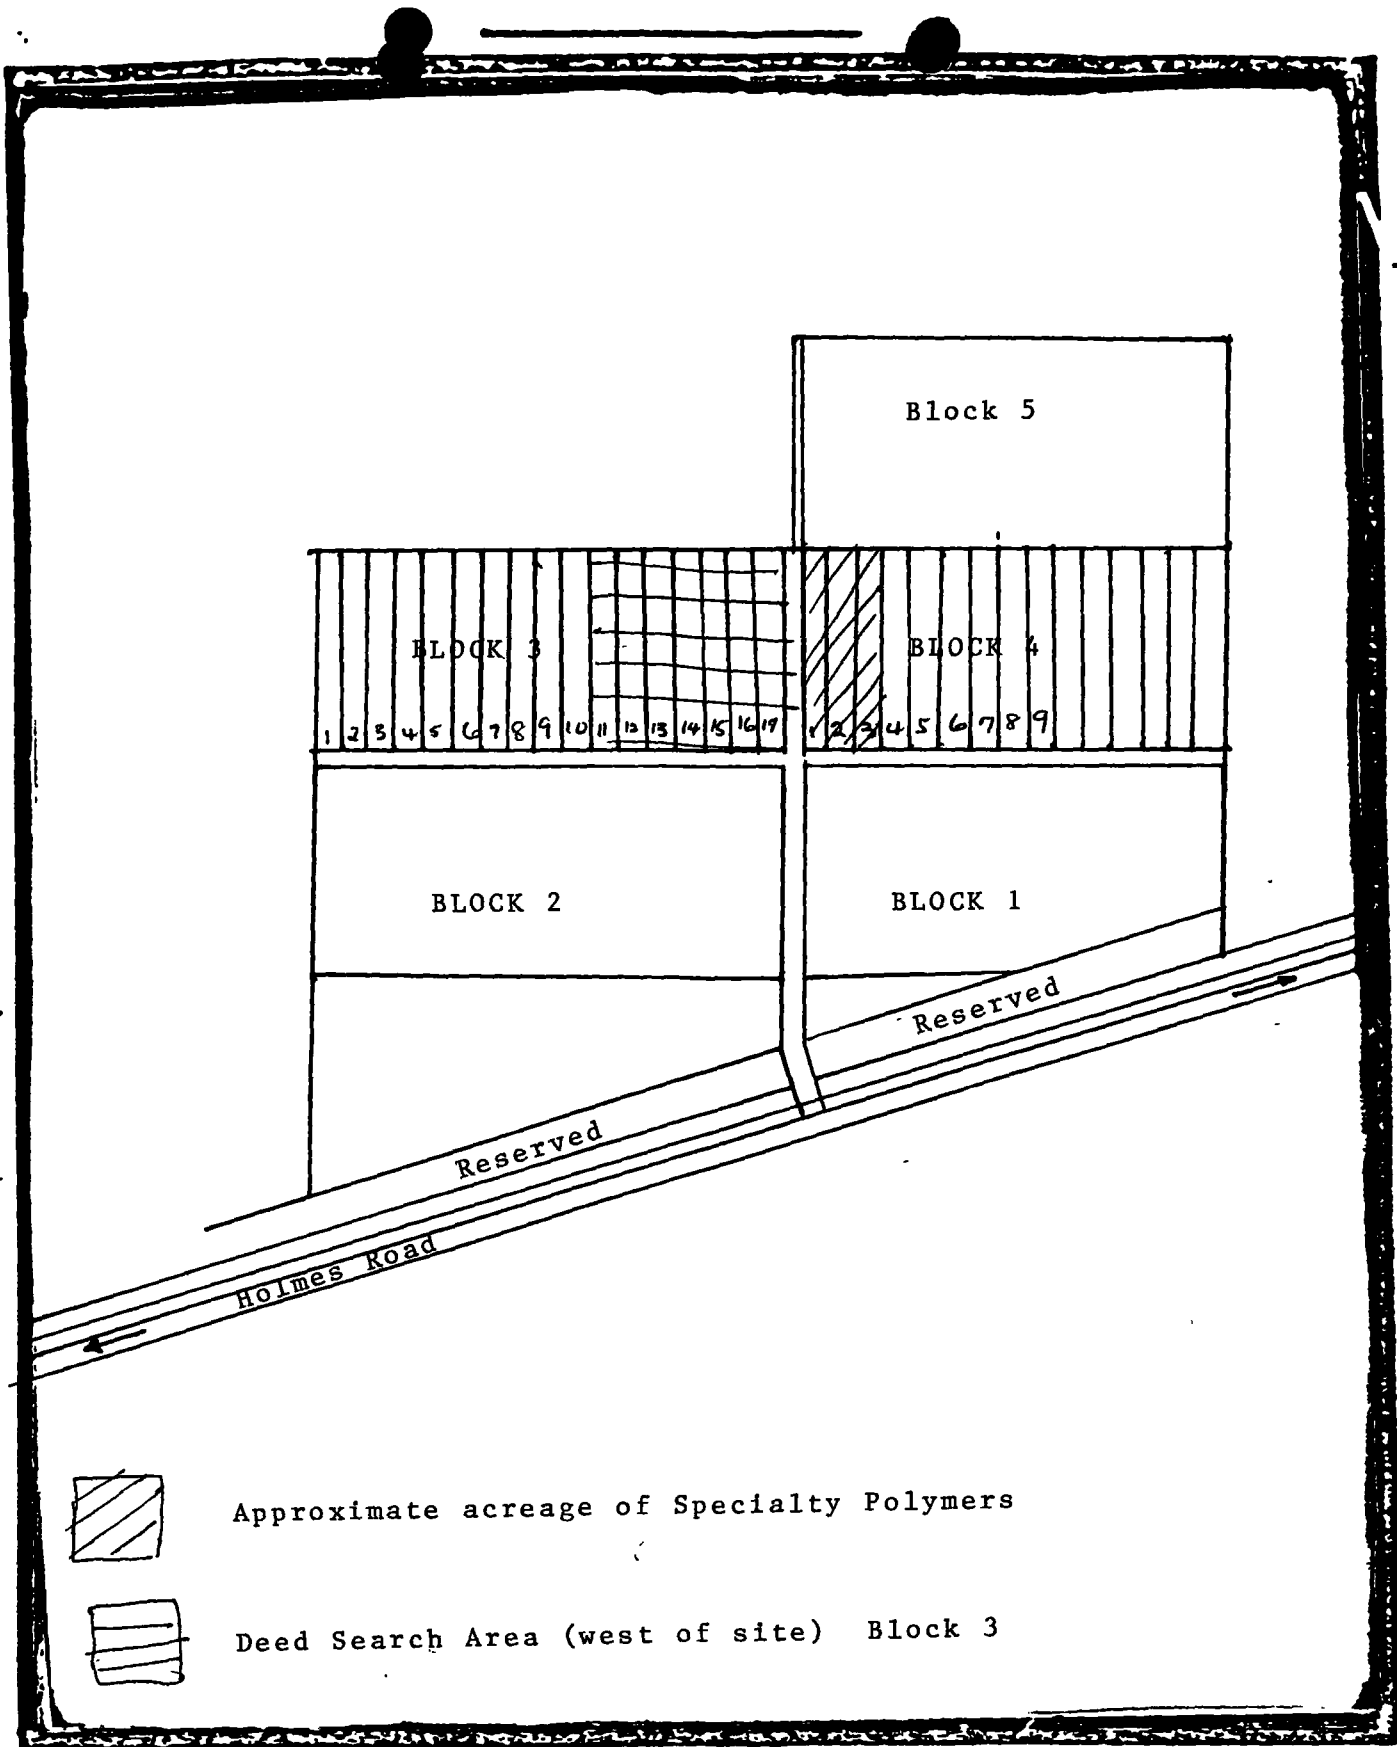 Block 5
BLOCK 3
BLOCK 4
1 2 3 4 5 6 7 8 9 10 11 12 13 14 15 16 17
1 2 3 4 5 6 7 8 9
BLOCK 2
BLOCK 1
Reserved
Reserved
Holmes Road
Approximate acreage of Specialty Polymers
Deed Search Area (west of site) Block 3